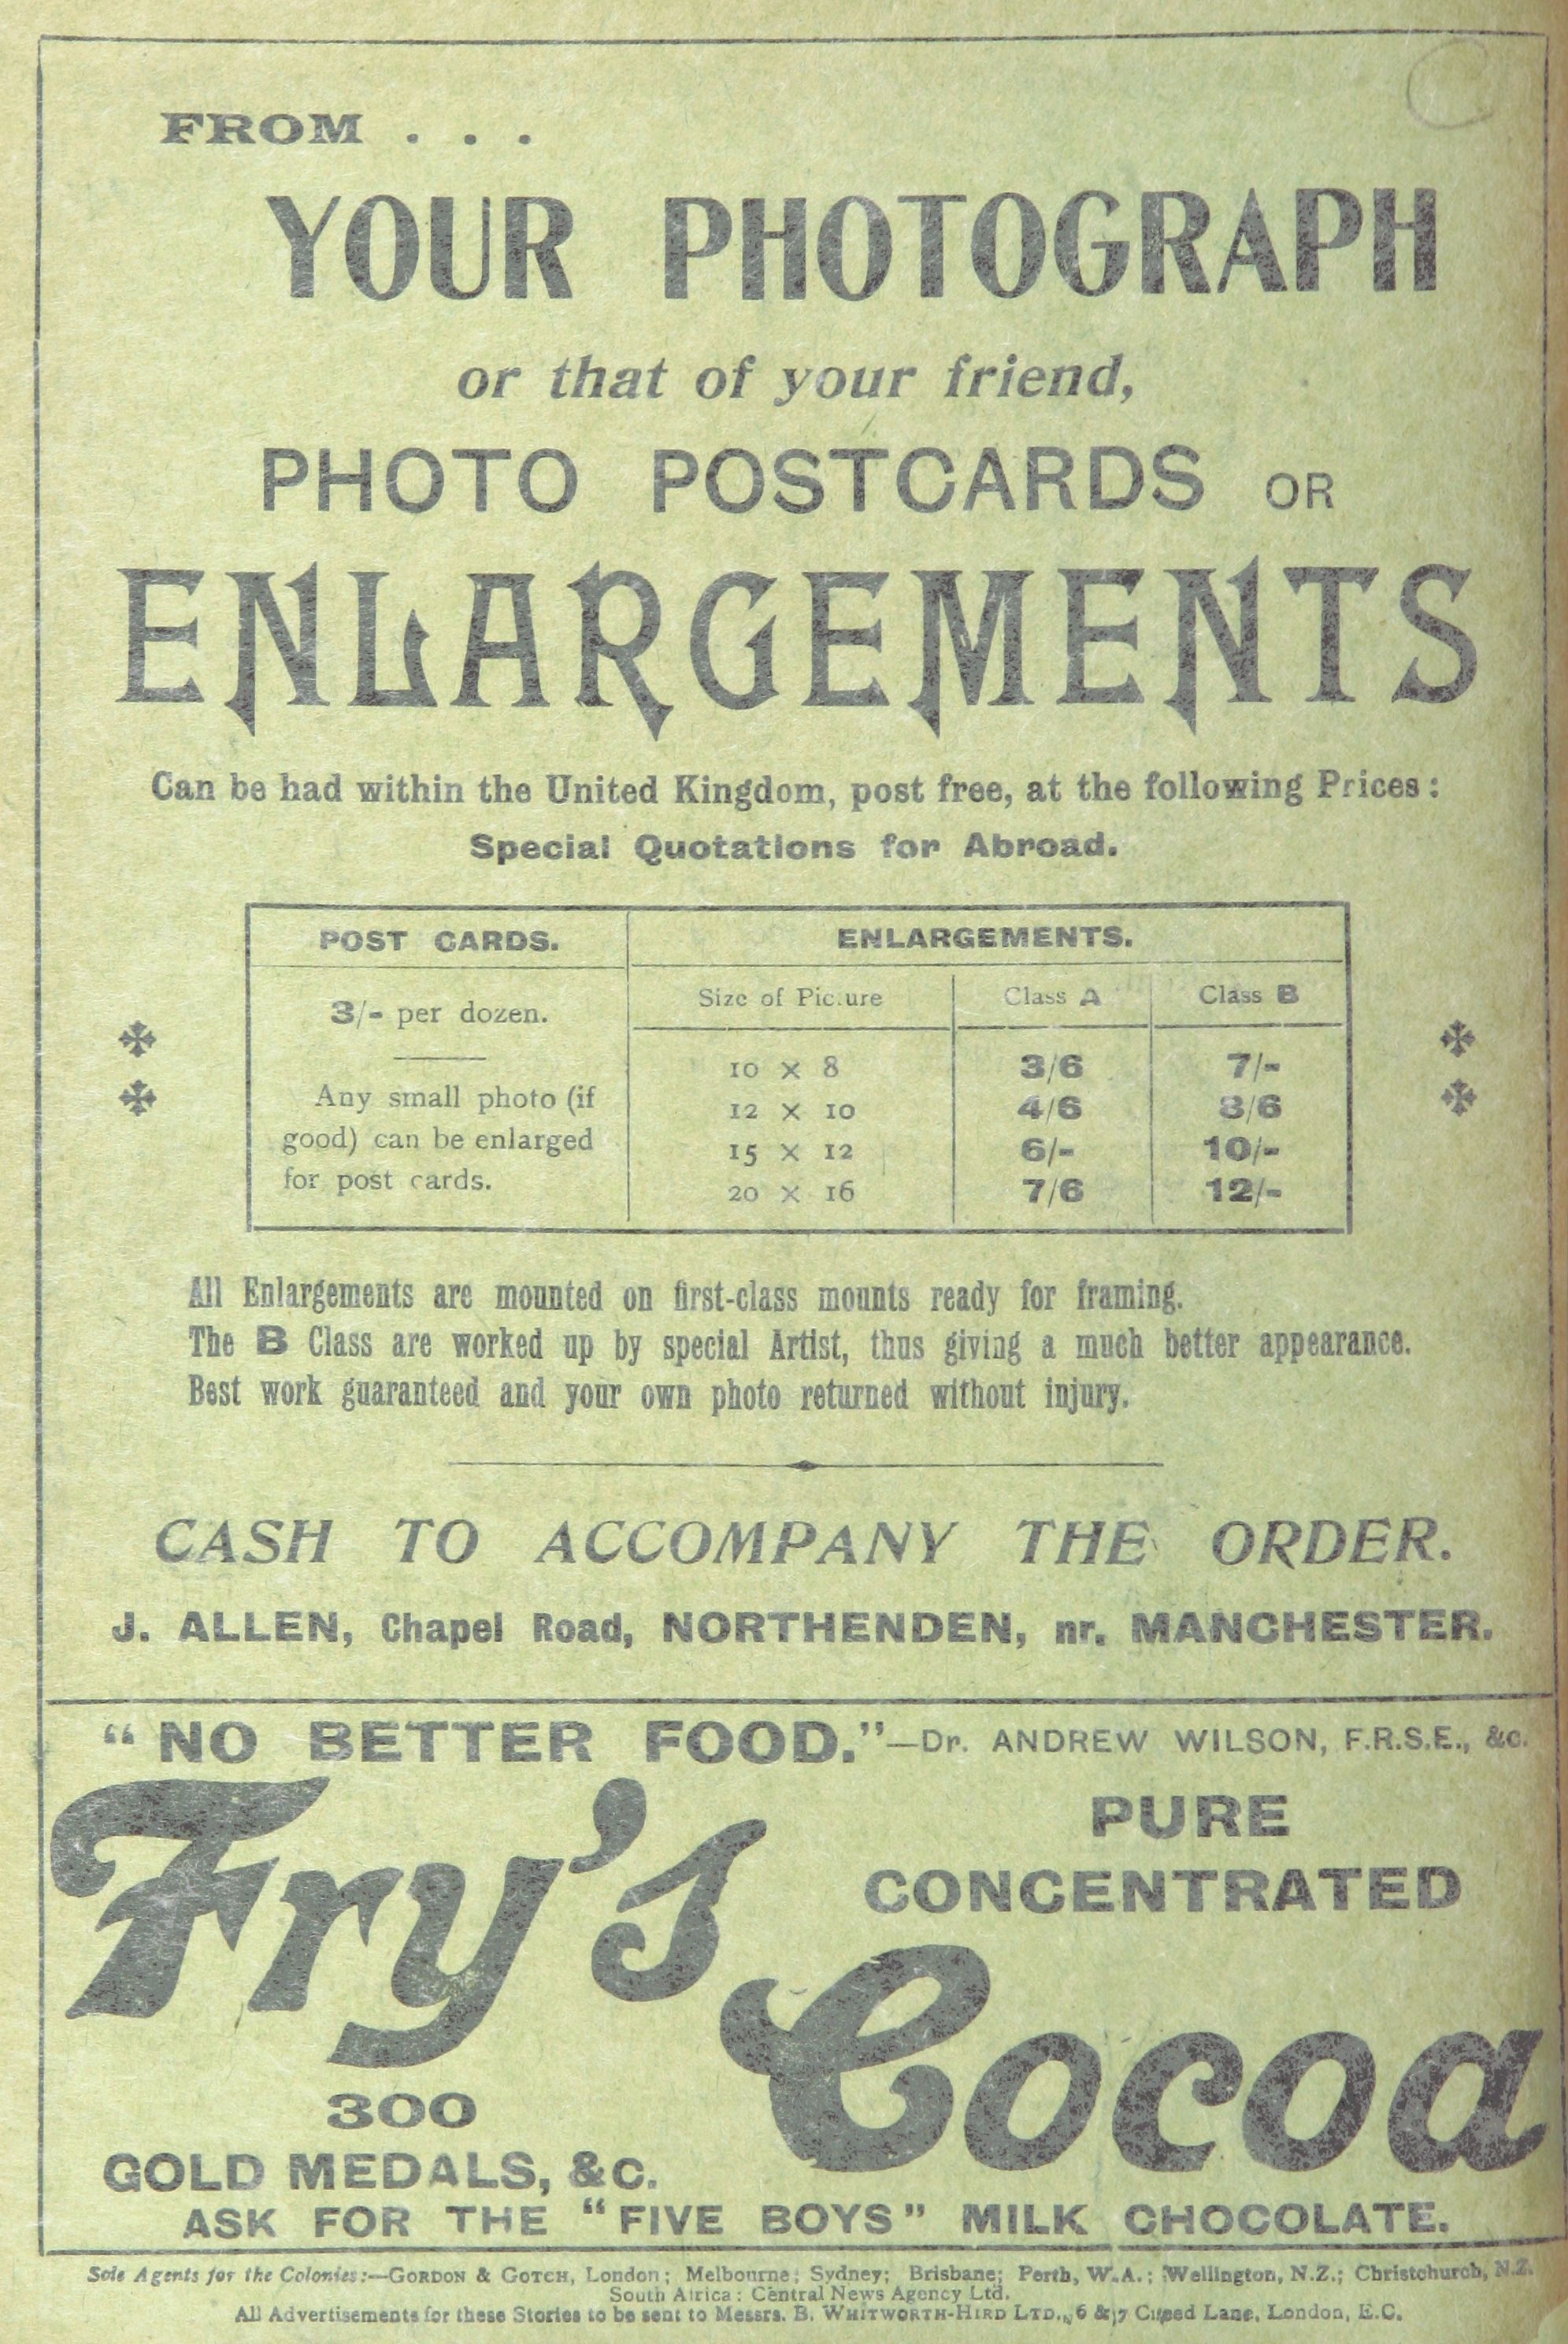 FROM . . .
YOUR PHOTOGRAPH
or that of your friend,
PHOTO POSTCARDS OR
ENLARGEMENTS
Can be had within the United Kingdom, post free, at the following Prices:
Special Quotations for Abroad.
POST CARDS.
3/- per dozen.
Any small photo (if
good) can be enlarged
for post cards.
ENLARGEMENTS.
Size of Picture Class A Class B
10 × 8 3/6 7/-
12 × 10 4/6 8/6
15 × 12 6/- 10/-
20 × 16 7/6 12/-
All Enlargements are mounted on first-class mounts ready for framing.
The B Class are worked up by special Artist, thus giving a much better appearance.
Best work guaranteed and your own photo returned without injury.
CASH TO ACCOMPANY THE ORDER.
J. ALLEN, Chapel Road, NORTHENDEN, nr. MANCHESTER.
"NO BETTER FOOD."—Dr. ANDREW WILSON, F.R.S.E., &c.
Fry's
PURE
CONCENTRATED
Cocoa
300
GOLD MEDALS, &c.
ASK FOR THE "FIVE BOYS" MILK CHOCOLATE.
Sole Agents for the Colonies:—GORDON & GOTCH, London; Melbourne; Sydney; Brisbane; Perth, W.A.; Wellington, N.Z.; Christchurch, N.Z.
South Africa: Central News Agency Ltd.
All Advertisements for these Stories to be sent to Messrs. B. WHITWORTH-HIRD LTD., 6 & 7 Lane, London, E.C.